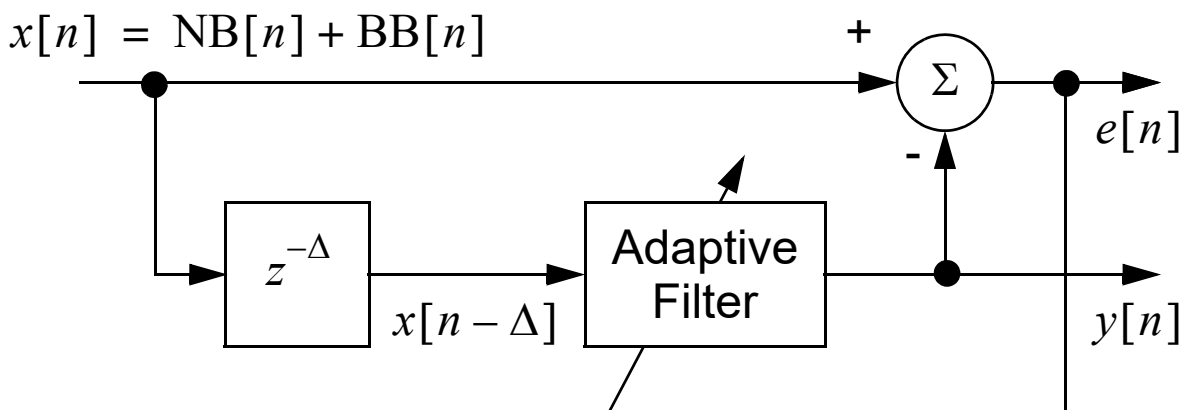 x[n] = NB[n] + BB[n]
+
Σ
e[n]
-
z^{-Δ}
x[n – Δ]
Adaptive
Filter
y[n]